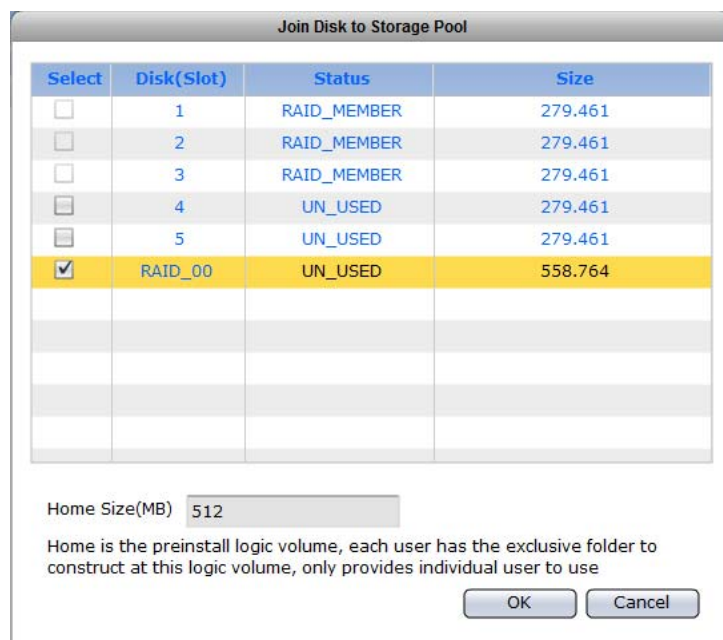 Join Disk to Storage Pool
Select Disk(Slot) Status Size
1 RAID_MEMBER 279.461
2 RAID_MEMBER 279.461
3 RAID_MEMBER 279.461
4 UN_USED 279.461
5 UN_USED 279.461
RAID_00 UN_USED 558.764
Home Size(MB) 512
Home is the preinstall logic volume, each user has the exclusive folder to
construct at this logic volume, only provides individual user to use
OK Cancel